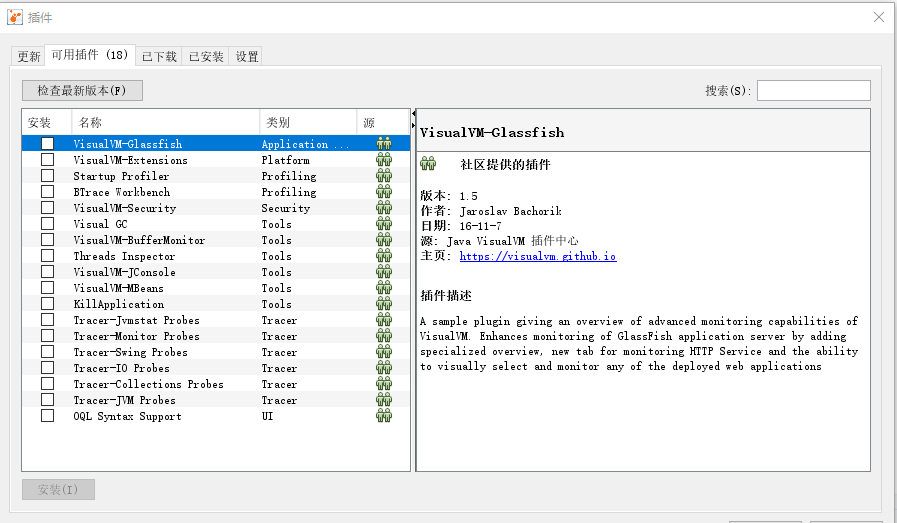 插件
更新 可用插件 (18) 已下载 已安装 设置
检查最新版本(F) 搜索(S):
安装 名称 类别 源
VisualVM-Glassfish Application ...
VisualVM-Extensions Platform
Startup Profiler Profiling
BTrace Workbench Profiling
VisualVM-Security Security
Visual GC Tools
VisualVM-BufferMonitor Tools
Threads Inspector Tools
VisualVM-JConsole Tools
VisualVM-MBeans Tools
KillApplication Tools
Tracer-Jvmstat Probes Tracer
Tracer-Monitor Probes Tracer
Tracer-Swing Probes Tracer
Tracer-IO Probes Tracer
Tracer-Collections Probes Tracer
Tracer-JVM Probes Tracer
OQL Syntax Support UI
VisualVM-Glassfish
社区提供的插件
版本: 1.5
作者: Jaroslav Bachorik
日期: 16-11-7
源: Java VisualVM 插件中心
主页: https://visualvm.github.io
插件描述
A sample plugin giving an overview of advanced monitoring capabilities of
VisualVM. Enhances monitoring of GlassFish application server by adding
specialized overview, new tab for monitoring HTTP Service and the ability
to visually select and monitor any of the deployed web applications
安装(I)